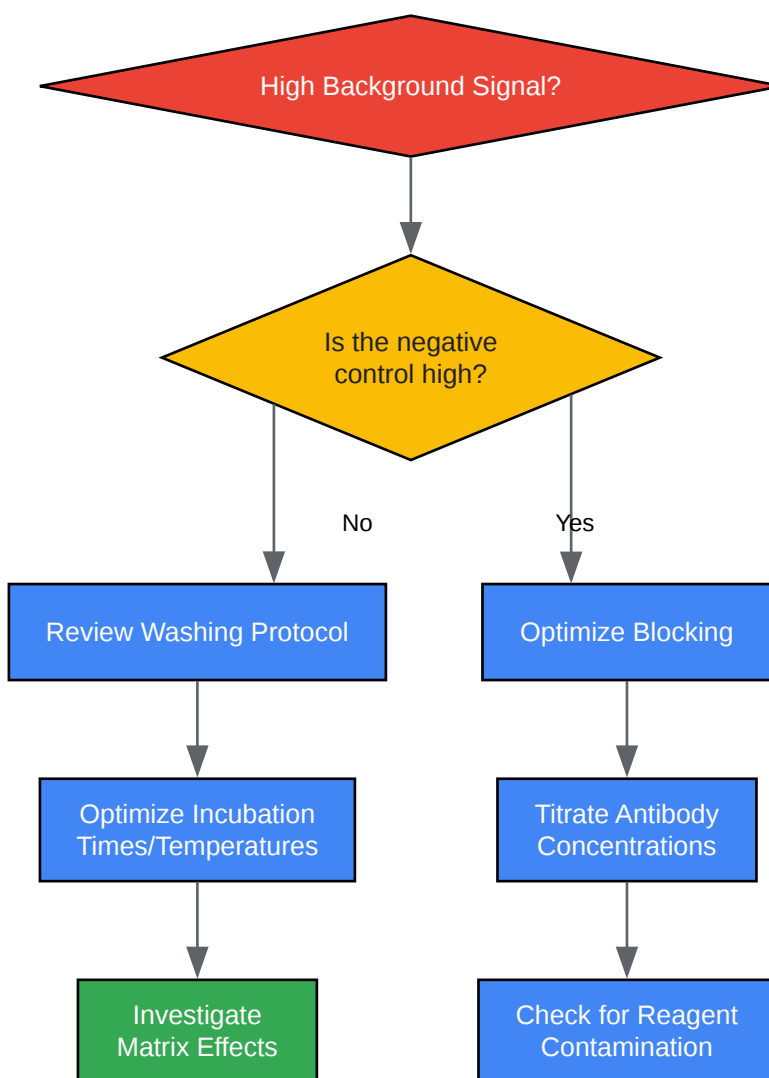 High Background Signal?
Is the negative
control high?
No
Yes
Review Washing Protocol
Optimize Blocking
Optimize Incubation
Times/Temperatures
Titrate Antibody
Concentrations
Investigate
Matrix Effects
Check for Reagent
Contamination